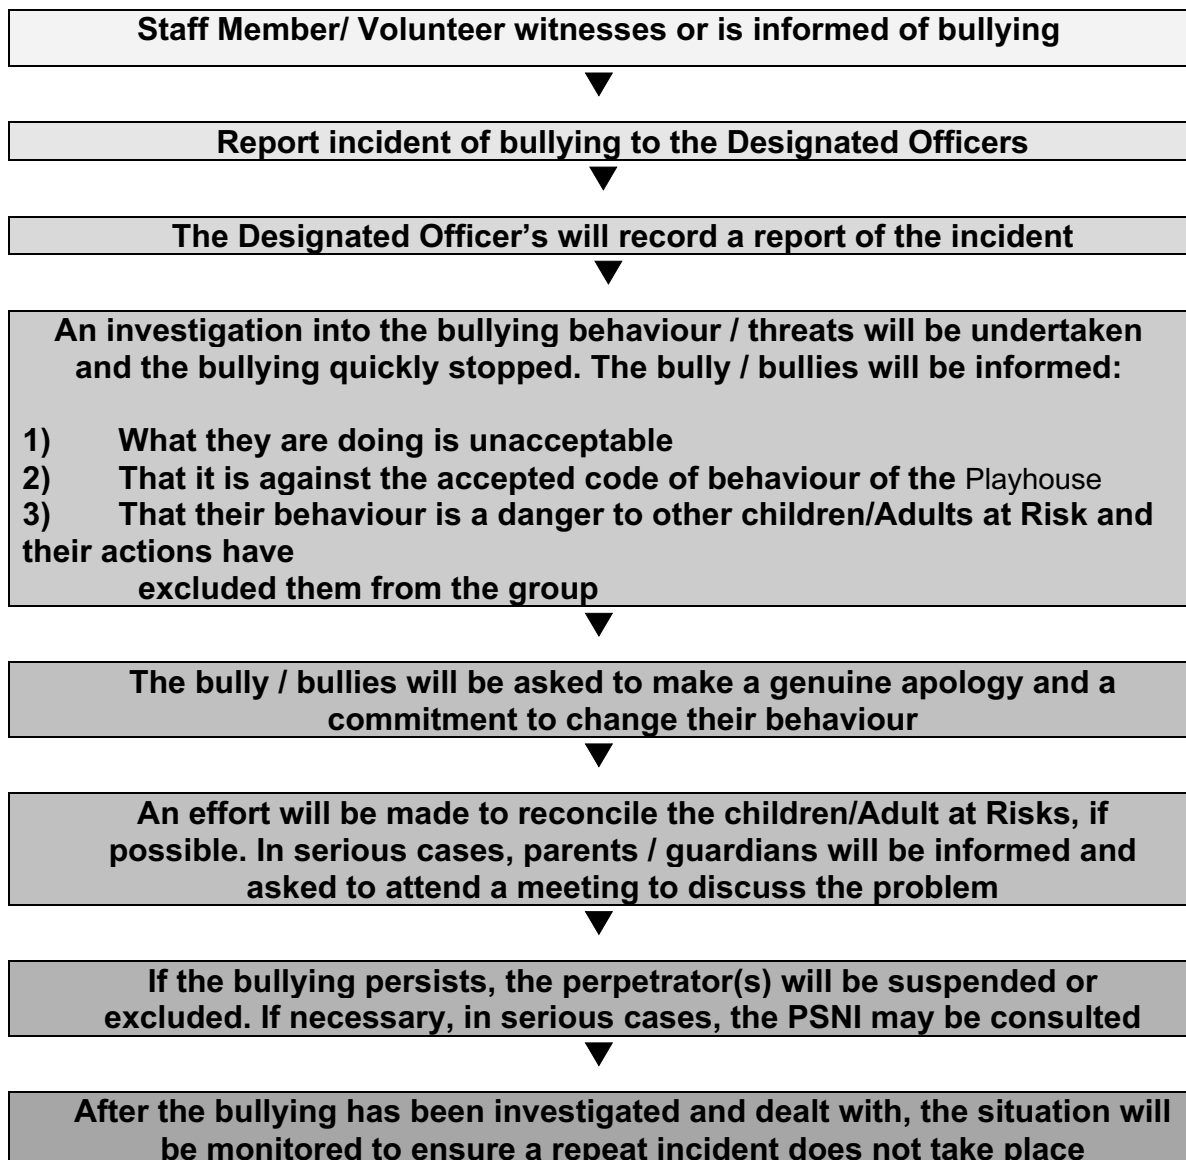 Staff Member/ Volunteer witnesses or is informed of bullying
Report incident of bullying to the Designated Officers
The Designated Officer’s will record a report of the incident
An investigation into the bullying behaviour / threats will be undertaken
and the bullying quickly stopped. The bully / bullies will be informed:
1) What they are doing is unacceptable
2) That it is against the accepted code of behaviour of the Playhouse
3) That their behaviour is a danger to other children/Adults at Risk and
their actions have
excluded them from the group
The bully / bullies will be asked to make a genuine apology and a
commitment to change their behaviour
An effort will be made to reconcile the children/Adult at Risks, if
possible. In serious cases, parents / guardians will be informed and
asked to attend a meeting to discuss the problem
If the bullying persists, the perpetrator(s) will be suspended or
excluded. If necessary, in serious cases, the PSNI may be consulted
After the bullying has been investigated and dealt with, the situation will
be monitored to ensure a repeat incident does not take place